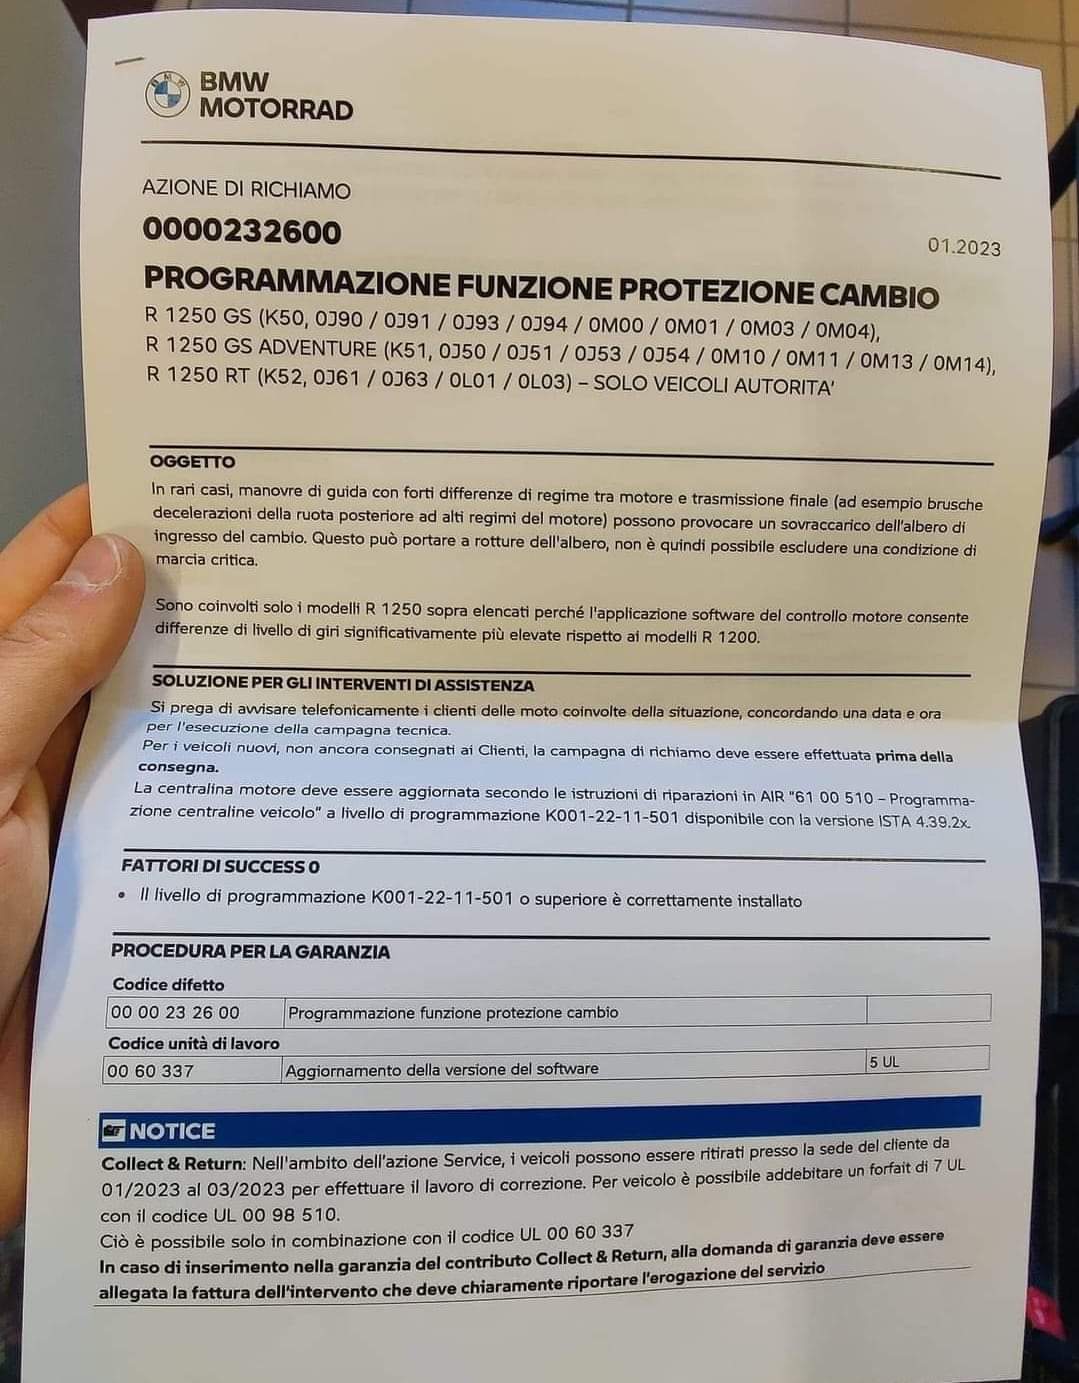 BMW
MOTORRAD
AZIONE DI RICHIAMO
0000232600
01.2023
PROGRAMMAZIONE FUNZIONE PROTEZIONE CAMBIO
R 1250 GS (K50, 0J90 / 0J91 / 0J93 / 0J94 / 0M00 / 0M01 / 0M03 / 0M04),
R 1250 GS ADVENTURE (K51, 0J50 / 0J51 / 0J53 / 0J54 / 0M10 / 0M11 / 0M13 / 0M14),
R 1250 RT (K52, 0J61 / 0J63 / 0L01 / 0L03) – SOLO VEICOLI AUTORITA'
OGGETTO
In rari casi, manovre di guida con forti differenze di regime tra motore e trasmissione finale (ad esempio brusche
decelerazioni della ruota posteriore ad alti regimi del motore) possono provocare un sovraccarico dell'albero di
ingresso del cambio. Questo può portare a rotture dell'albero, non è quindi possibile escludere una condizione di
marcia critica.
Sono coinvolti solo i modelli R 1250 sopra elencati perché l'applicazione software del controllo motore consente
differenze di livello di giri significativamente più elevate rispetto ai modelli R 1200.
SOLUZIONE PER GLI INTERVENTI DI ASSISTENZA
Si prega di avvisare telefonicamente i clienti delle moto coinvolte della situazione, concordando una data e ora
per l'esecuzione della campagna tecnica.
Per i veicoli nuovi, non ancora consegnati ai Clienti, la campagna di richiamo deve essere effettuata prima della
consegna.
La centralina motore deve essere aggiornata secondo le istruzioni di riparazioni in AIR "61 00 510 – Programma-
zione centraline veicolo" a livello di programmazione K001-22-11-501 disponibile con la versione ISTA 4.39.2x.
FATTORI DI SUCCESS0
• Il livello di programmazione K001-22-11-501 o superiore è correttamente installato
PROCEDURA PER LA GARANZIA
Codice difetto
00 00 23 26 00 Programmazione funzione protezione cambio
Codice unità di lavoro
00 60 337 Aggiornamento della versione del software 5 UL
NOTICE
Collect & Return: Nell'ambito dell'azione Service, i veicoli possono essere ritirati presso la sede del cliente da
01/2023 al 03/2023 per effettuare il lavoro di correzione. Per veicolo è possibile addebitare un forfait di 7 UL
con il codice UL 00 98 510.
Ciò è possibile solo in combinazione con il codice UL 00 60 337
In caso di inserimento nella garanzia del contributo Collect & Return, alla domanda di garanzia deve essere
allegata la fattura dell'intervento che deve chiaramente riportare l'erogazione del servizio